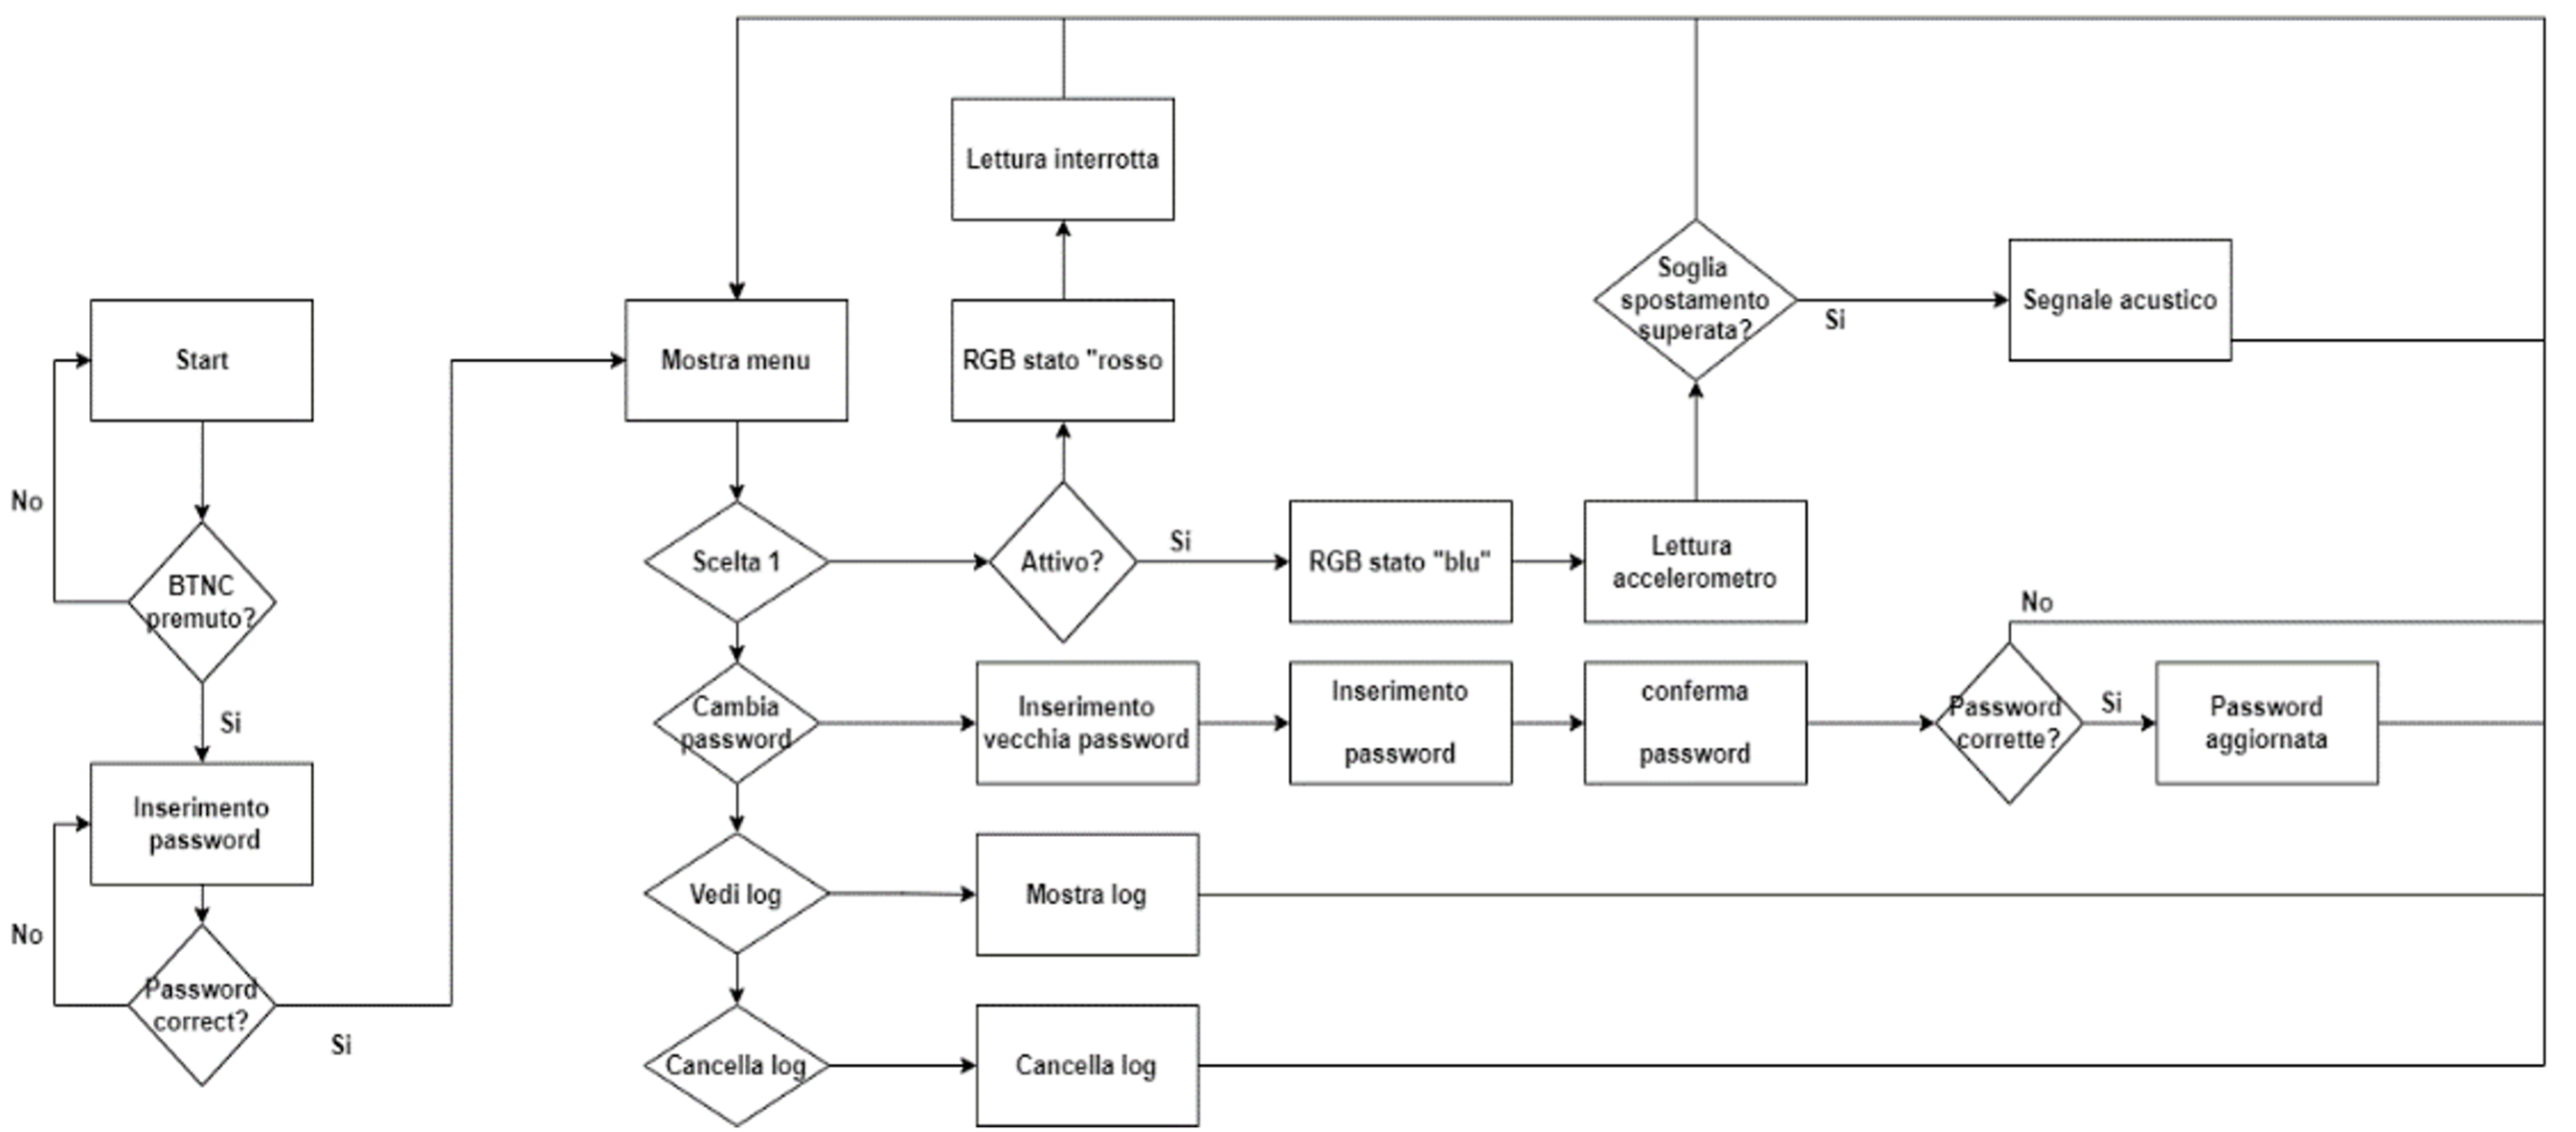 Start
No
BTNC
premuto?
Si
Inserimento
password
No
Password
correct?
Si
Mostra menu
Scelta 1
Cambia
password
Vedi log
Cancella log
Lettura interrotta
RGB stato "rosso
Attivo?
Si
RGB stato "blu"
Lettura
accelerometro
Soglia
spostamento
superata?
Si
Segnale acustico
Inserimento
vecchia password
Inserimento
password
conferma
password
No
Password
corrette?
Si
Password
aggiornata
Mostra log
Cancella log